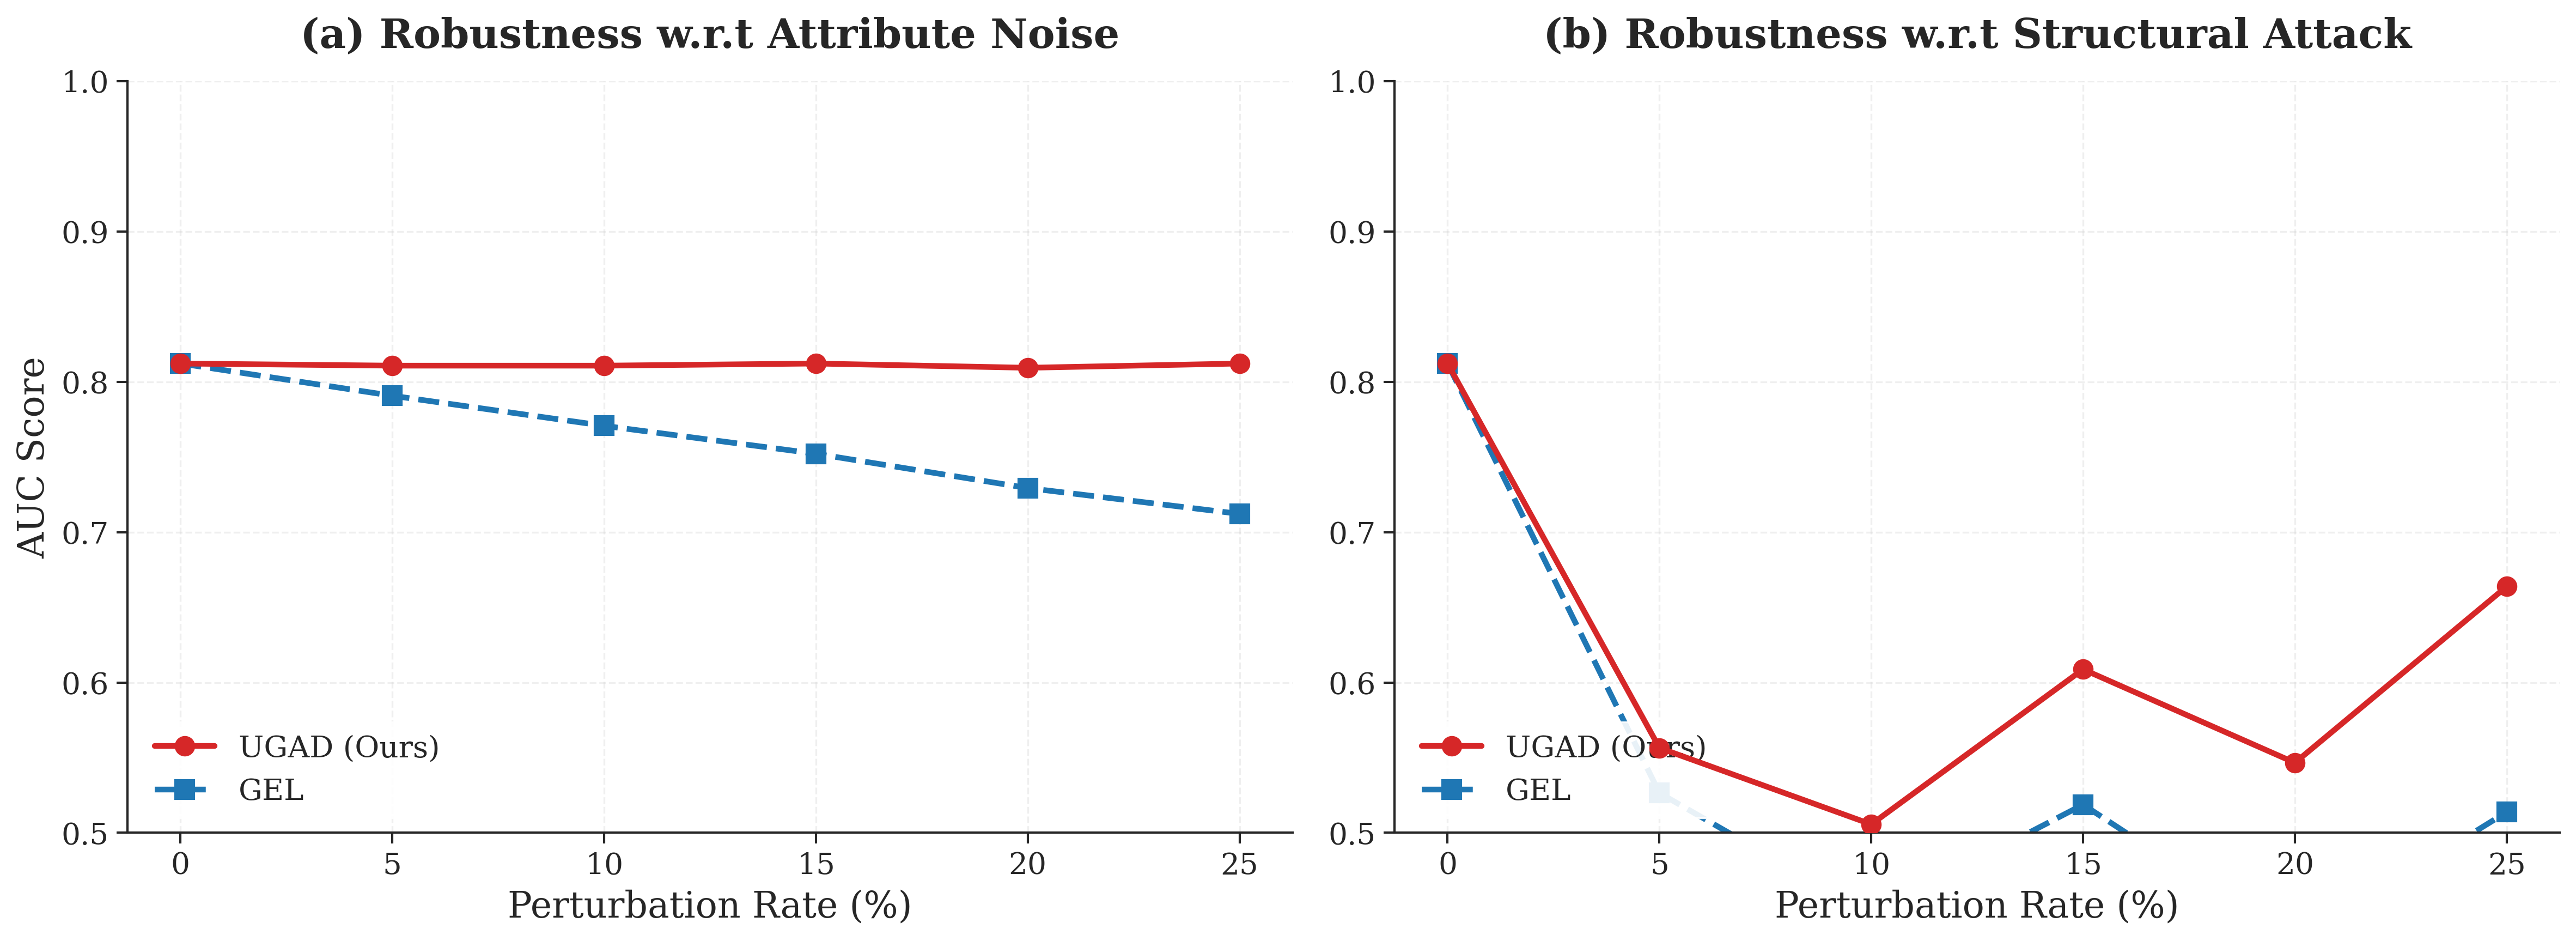 (a) Robustness w.r.t Attribute Noise
1.0
0.9
0.8
0.7
0.6
0.5
AUC Score
UGAD (Ours)
GEL
0 5 10 15 20 25
Perturbation Rate (%)
(b) Robustness w.r.t Structural Attack
1.0
0.9
0.8
0.7
0.6
0.5
UGAD (Ours)
GEL
0 5 10 15 20 25
Perturbation Rate (%)